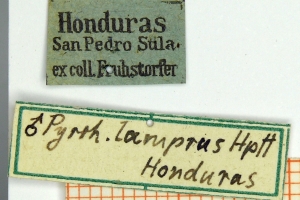 Honduras
San Pedro Sula.
ex coll. Fruhstorfer
♂ Pyrrh. lamprus Hpff
Honduras